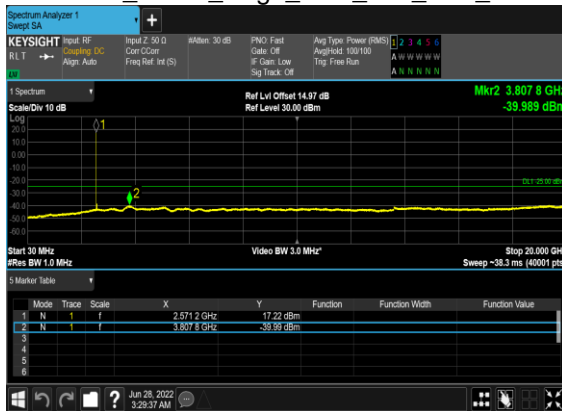 Spectrum Analyzer 1
Swept SA
KEYSIGHT Input: RF Input Z: 50 Ω #Atten: 30 dB PNO: Fast Avg Type: Power (RMS) 1 2 3 4 5 6
RLT Coupling: DC Corr CCorr Gate: Off Avg|Hold: 100/100 A W W W W W
Align: Auto Freq Ref: Int (S) IF Gain: Low Trig: Free Run
Sig Track: Off A N N N N N
LXI
1 Spectrum Ref Lvl Offset 14.97 dB Mkr2 3.807 8 GHz
Scale/Div 10 dB Ref Level 30.00 dBm -39.989 dBm
Log
20.0
1
10.0
0.00
-10.0
-20.0
DL1 -25.00 dBm
-30.0
2
-40.0
-50.0
-60.0
Start 30 MHz Video BW 3.0 MHz* Stop 20.000 GHz
#Res BW 1.0 MHz Sweep ~38.3 ms (40001 pts)
5 Marker Table
Mode Trace Scale X Y Function Function Width Function Value
1 N 1 f 2.571 2 GHz 17.22 dBm
2 N 1 f 3.807 8 GHz -39.99 dBm
3
4
5
6
? Jun 28, 2022
3:29:37 AM